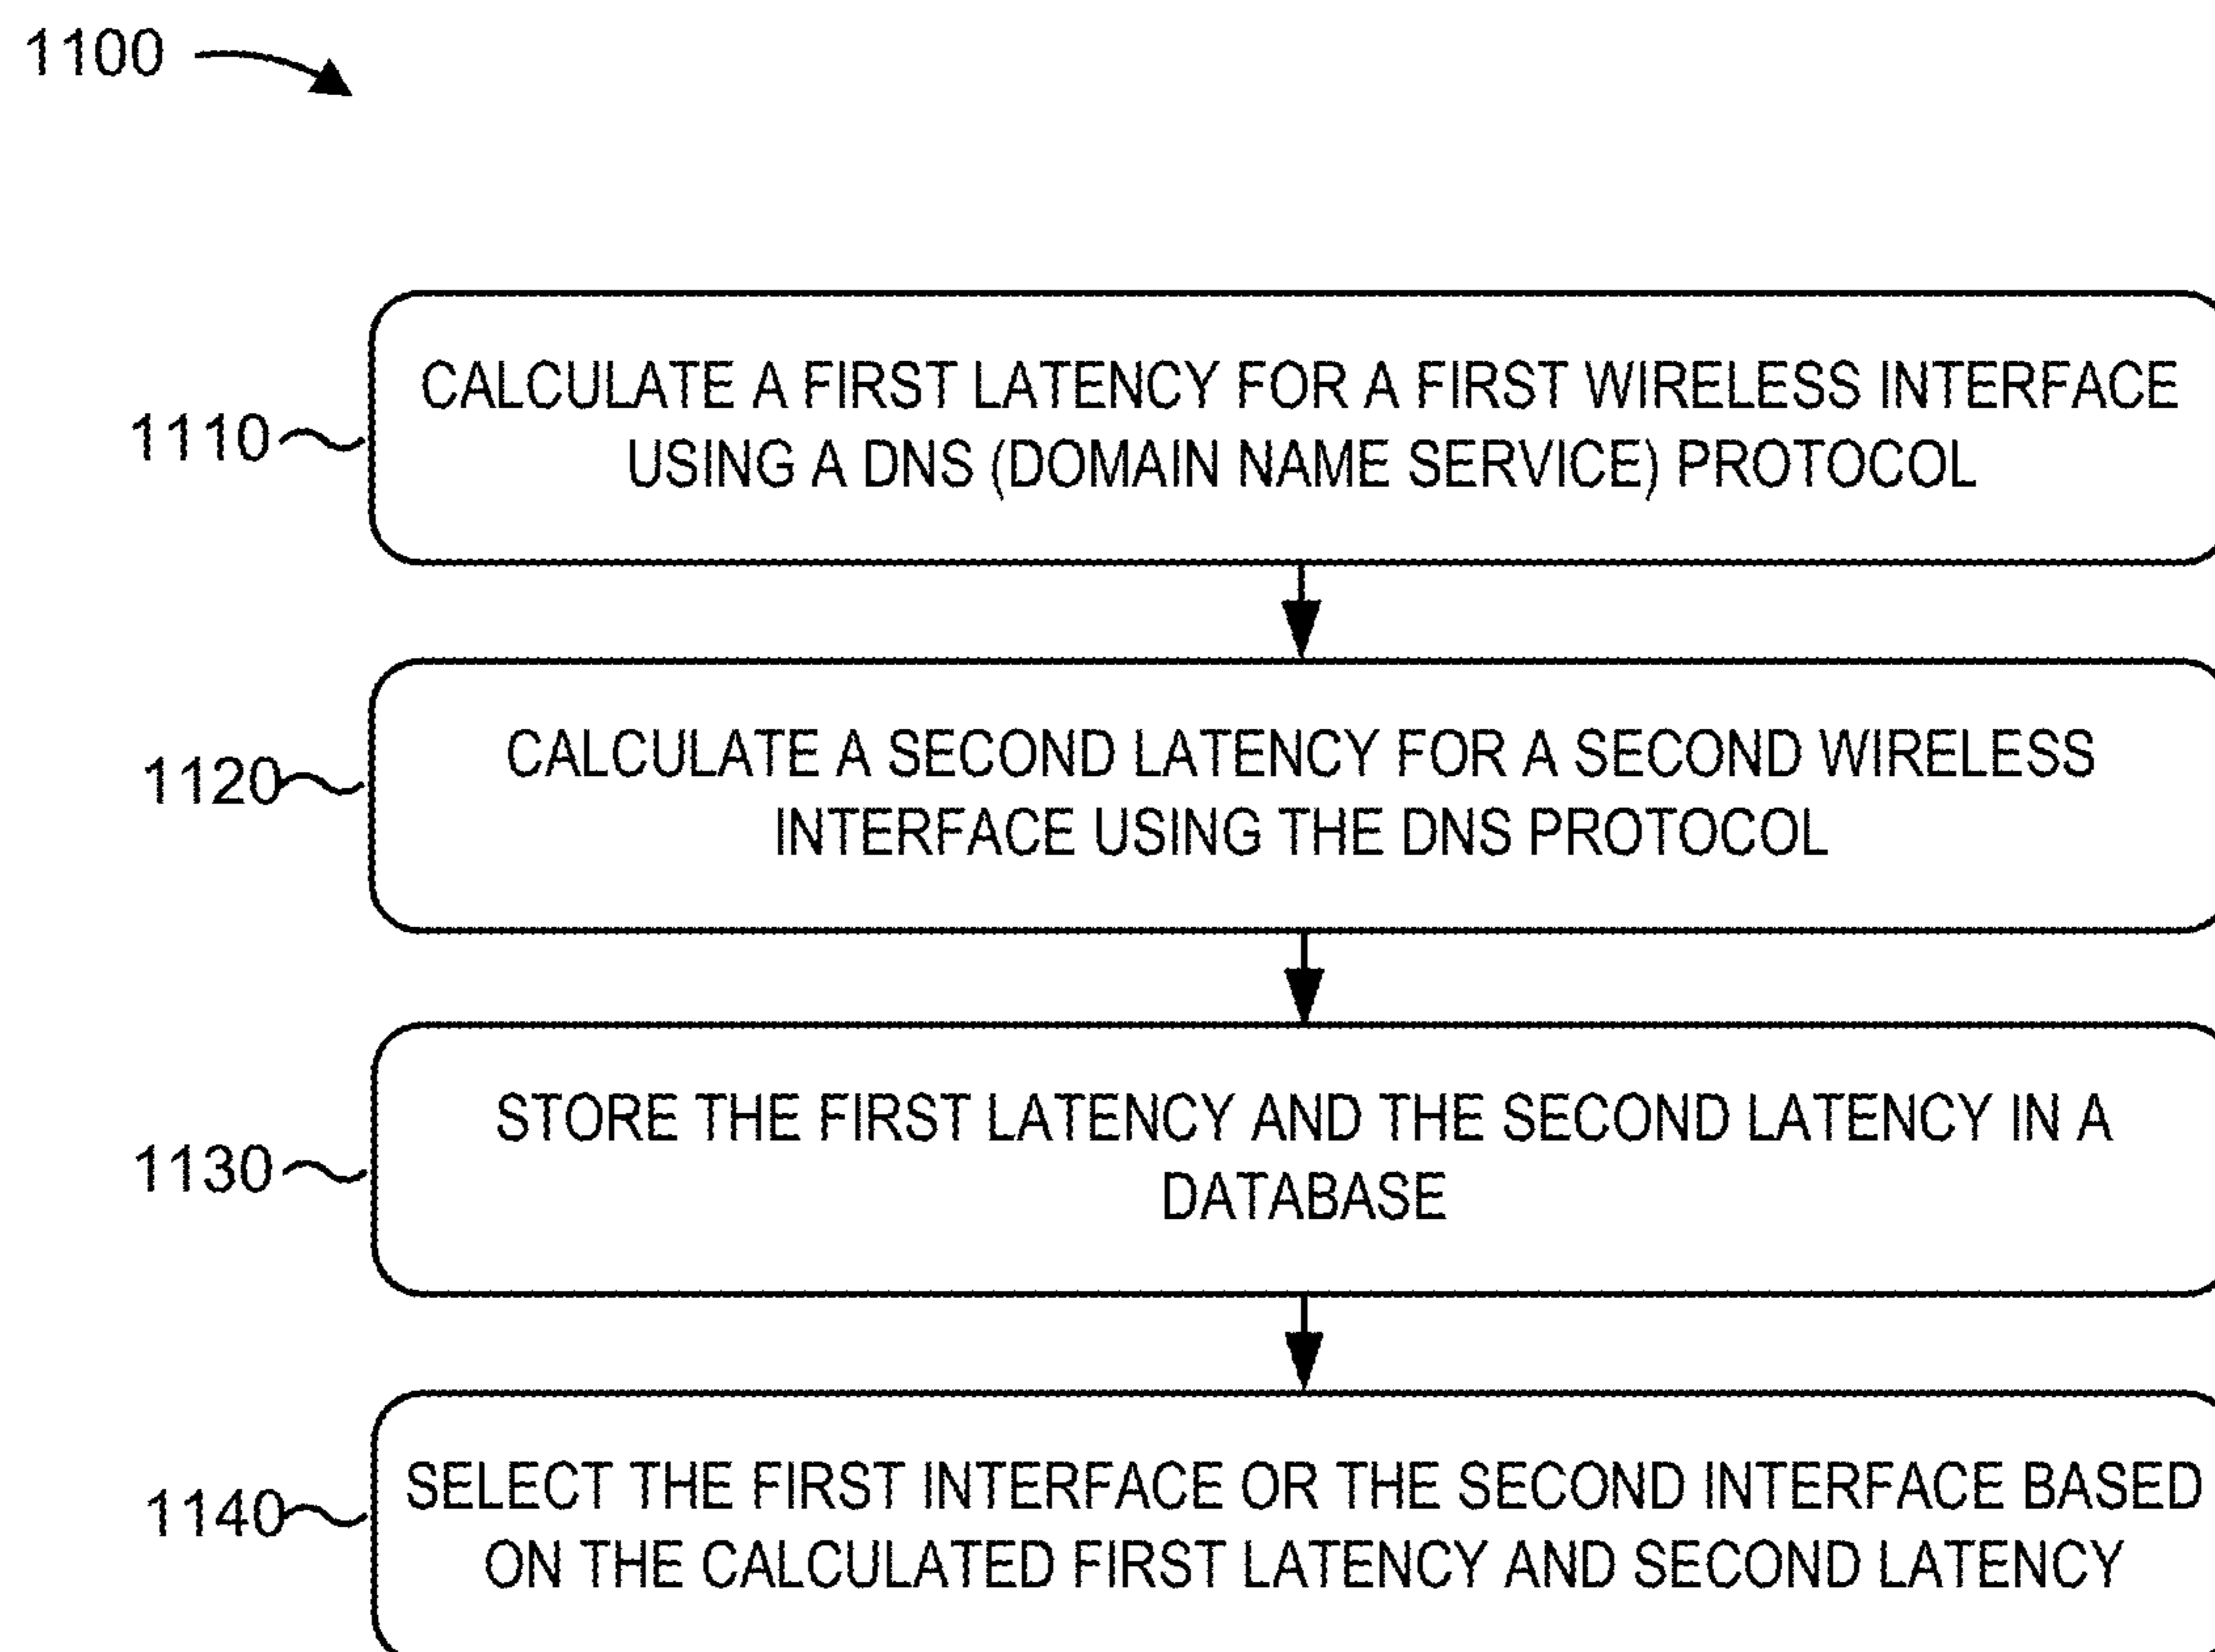 1100
1110
CALCULATE A FIRST LATENCY FOR A FIRST WIRELESS INTERFACE
USING A DNS (DOMAIN NAME SERVICE) PROTOCOL
1120
CALCULATE A SECOND LATENCY FOR A SECOND WIRELESS
INTERFACE USING THE DNS PROTOCOL
1130
STORE THE FIRST LATENCY AND THE SECOND LATENCY IN A
DATABASE
1140
SELECT THE FIRST INTERFACE OR THE SECOND INTERFACE BASED
ON THE CALCULATED FIRST LATENCY AND SECOND LATENCY